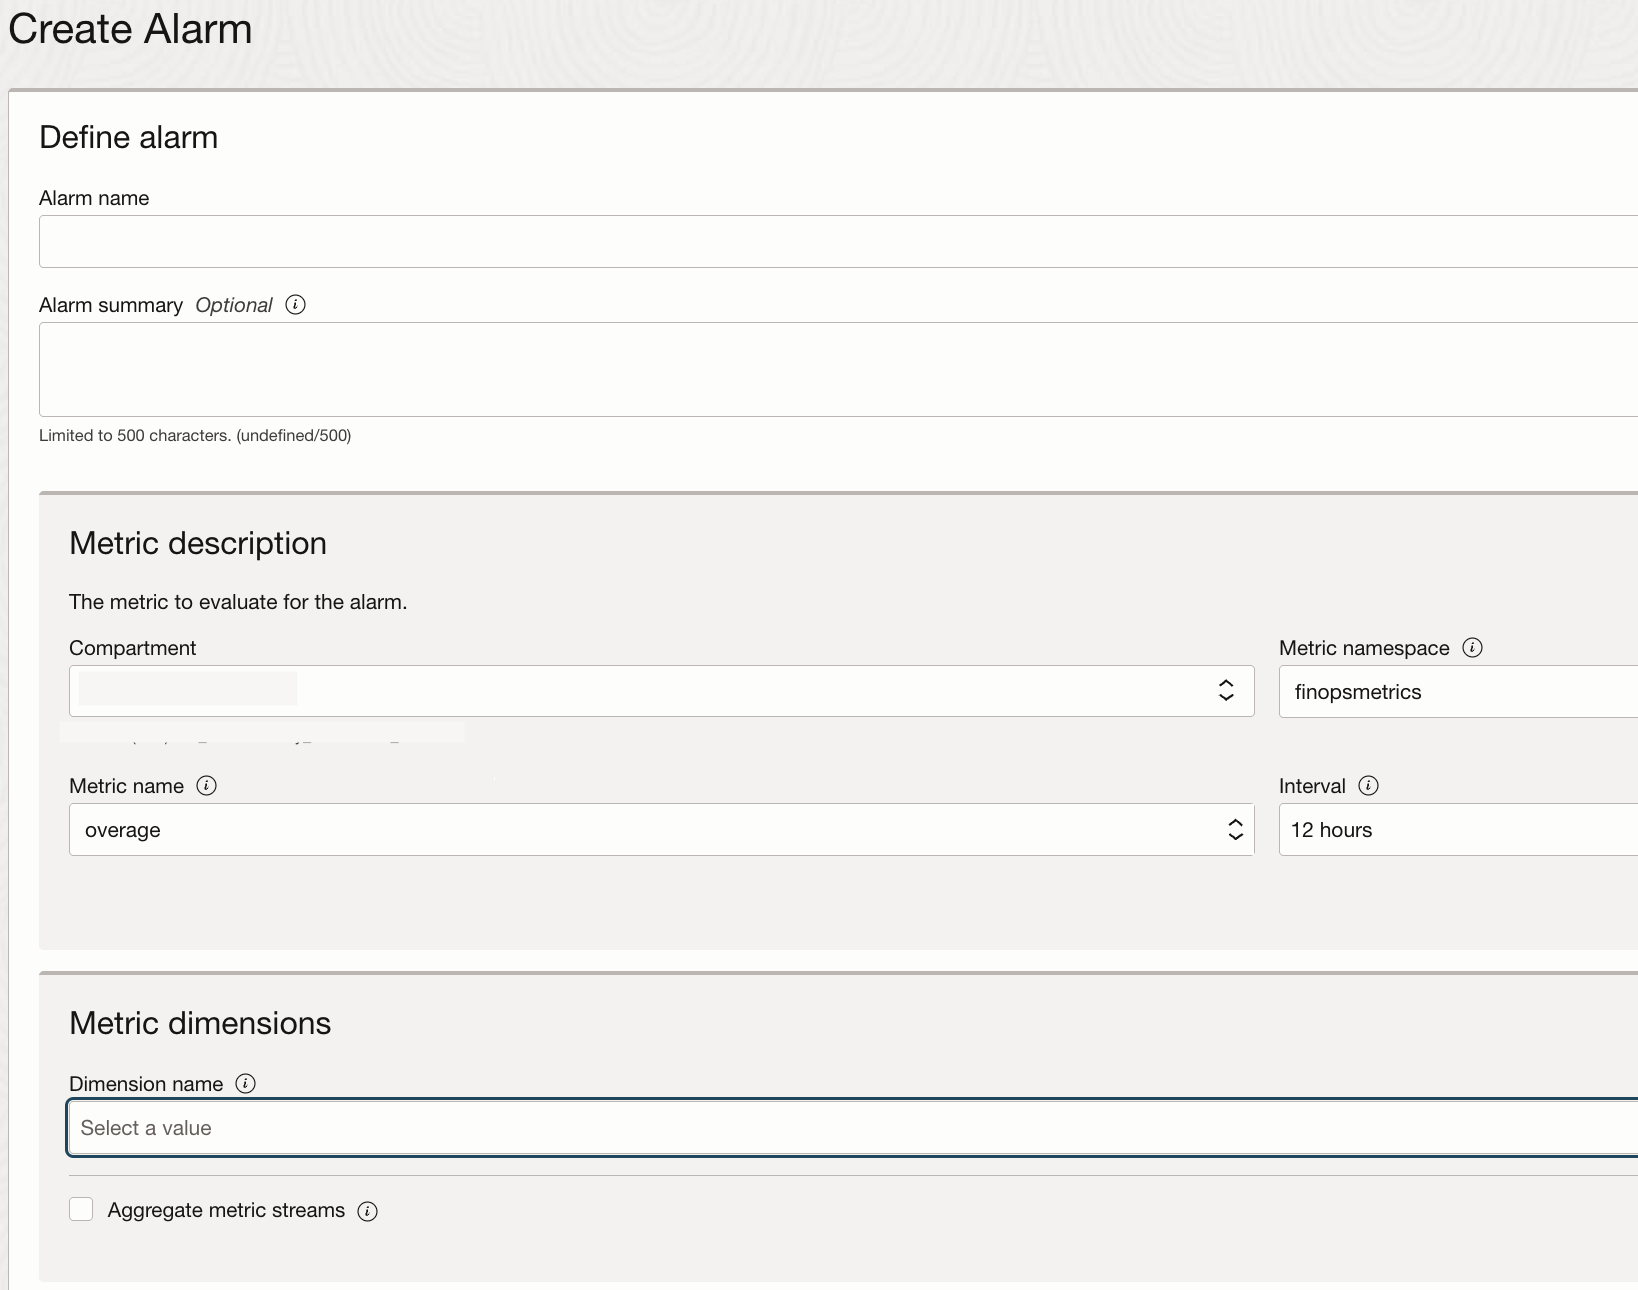 Create Alarm
Define alarm
Alarm name
Alarm summary Optional
Limited to 500 characters. (undefined/500)
Metric description
The metric to evaluate for the alarm.
Compartment
Metric namespace
finopsmetrics
Metric name
Interval
overage
12 hours
Metric dimensions
Dimension name
Select a value
Aggregate metric streams